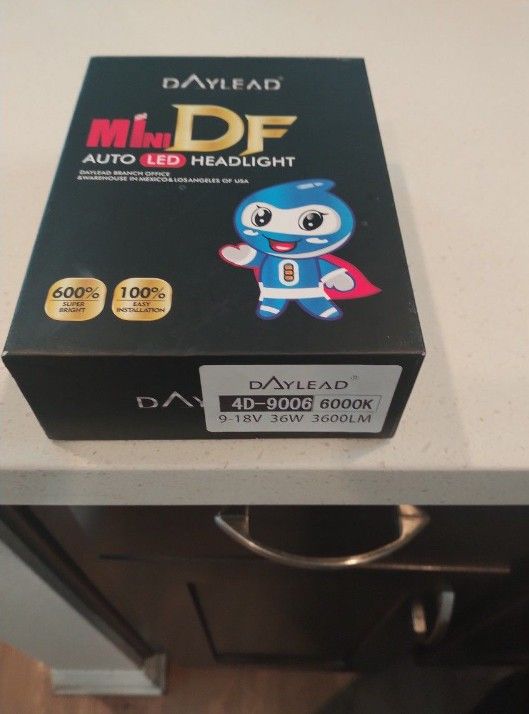 DAYLEAD®
MiNi DF
AUTO LED HEADLIGHT
DAYLEAD BRANCH OFFICE
&WAREHOUSE IN MEXICO&LOSANGELES OF USA
600%
SUPER
BRIGHT
100%
EASY
INSTALLATION
DAY
DAYLEAD®
4D-9006 6000K
9-18V 36W 3600LM